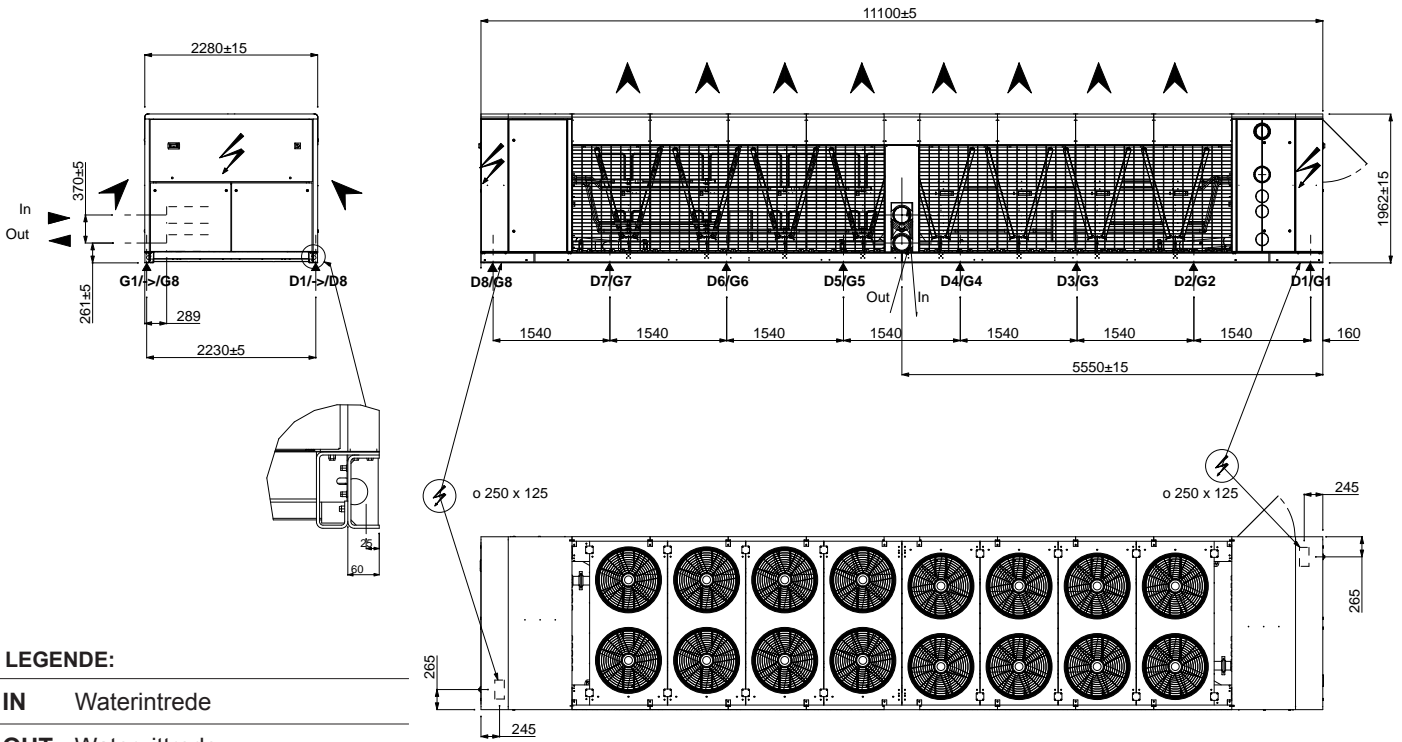 11100±5
2280±15
370±5
In
Out
261±5
G1/->/G8
D1/->/D8
289
2230±5
1962±15
D8/G8
D7/G7
D6/G6
D5/G5
D4/G4
D3/G3
D2/G2
D1/G1
Out
In
1540
1540
1540
1540
1540
1540
1540
160
5550±15
25
60
o 250 x 125
o 250 x 125
245
265
265
245
LEGENDE:
IN Waterintrede
OUT